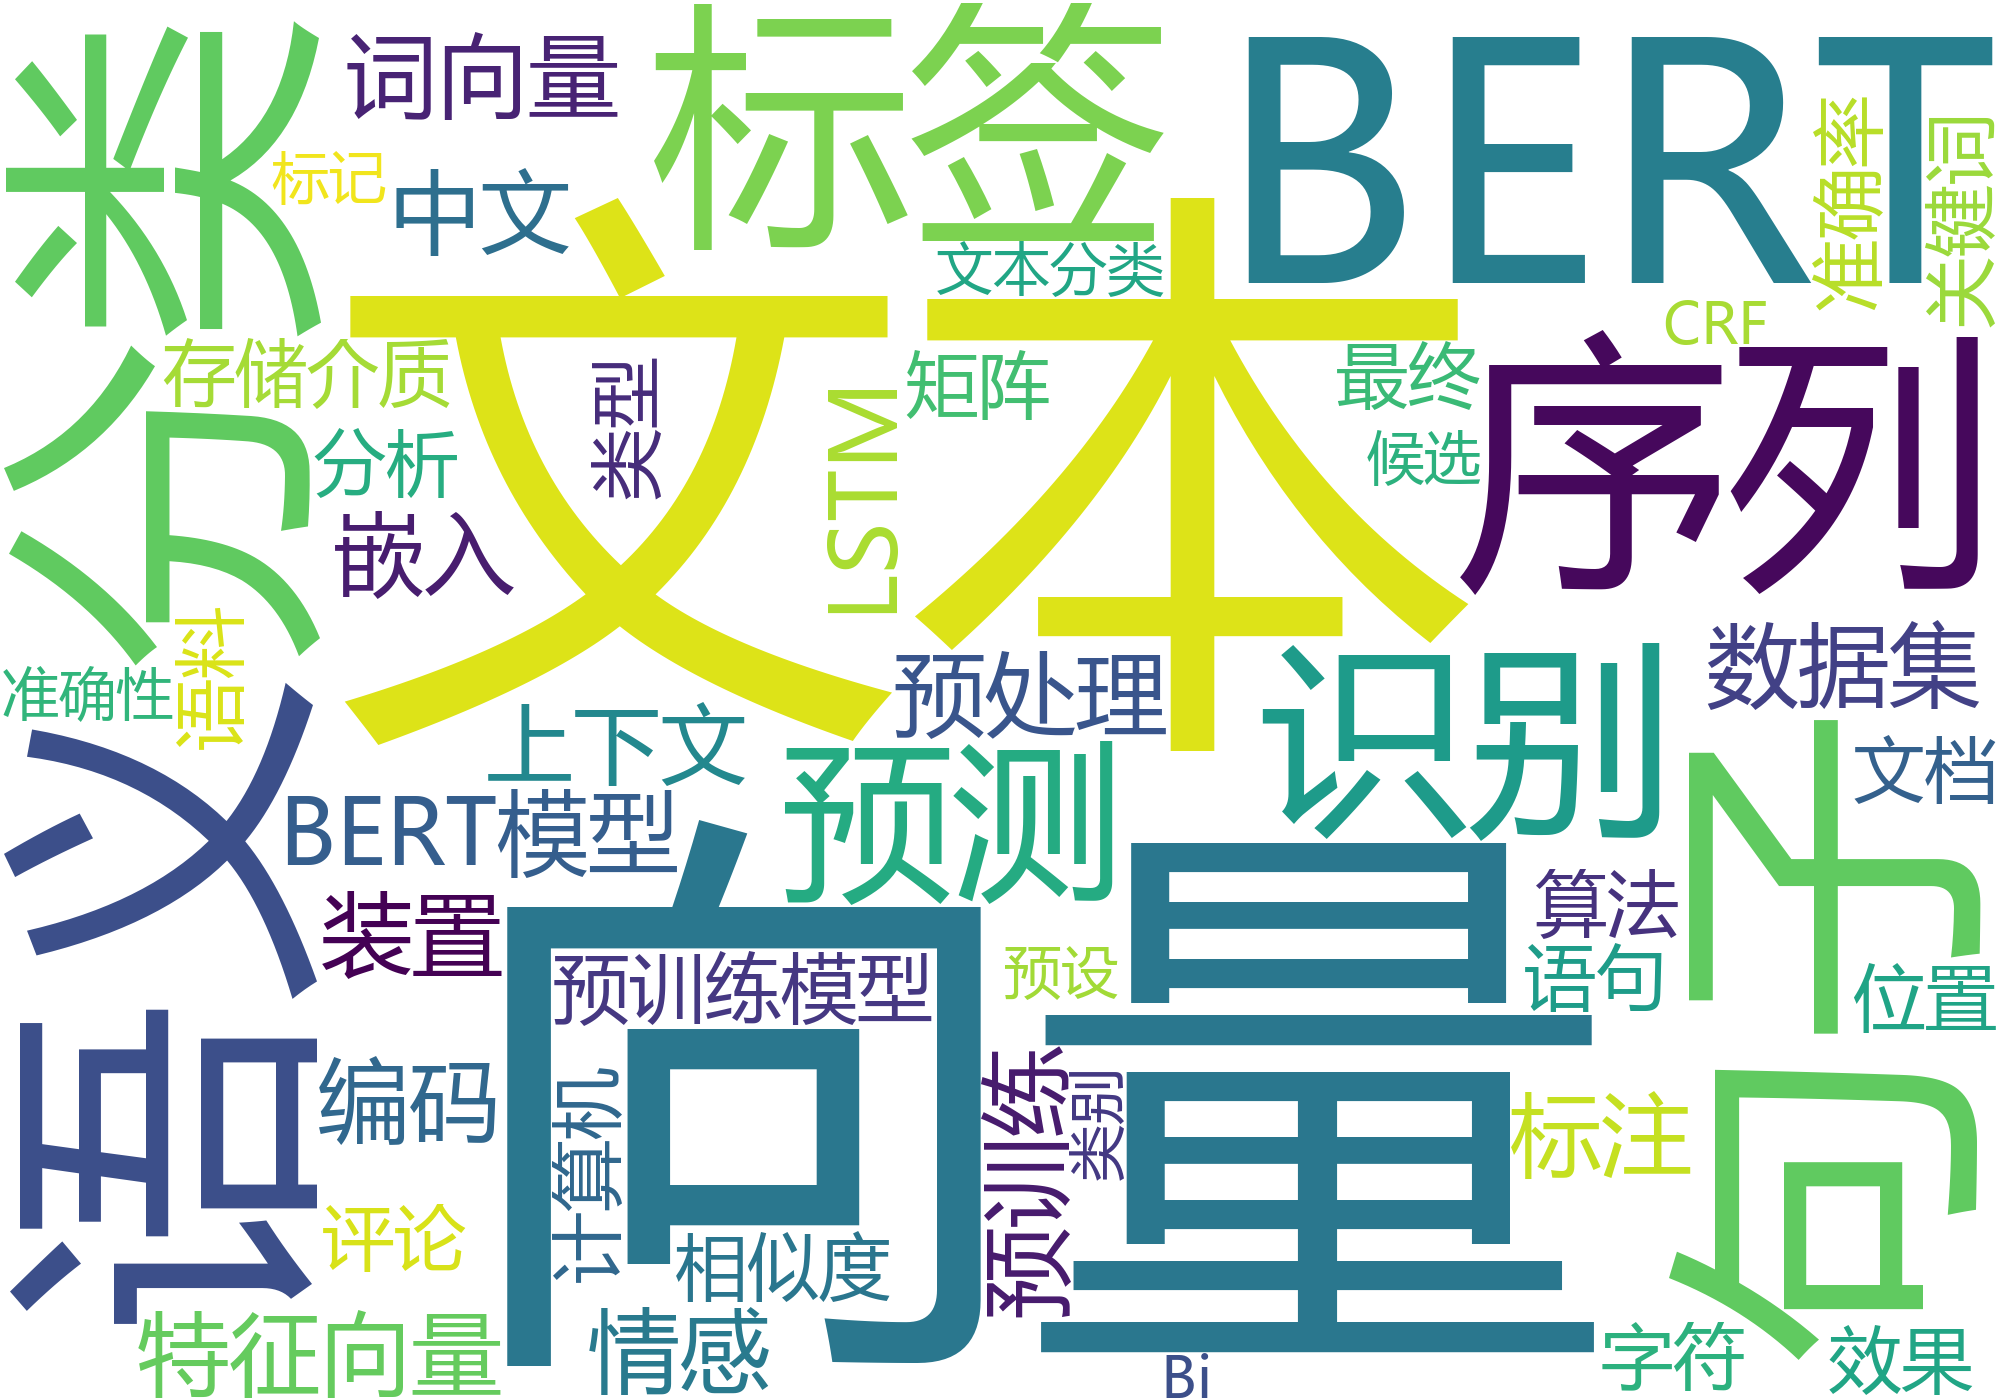 词向量
标签
BERT
分类
标记
中文
文本
文本分类
准确率
关键词
CRF
序列
存储介质
类型
LSTM
矩阵
最终
候选
分析
嵌入
语料
准确性
上下文
预处理
识别
数据集
文档
句子
预测
BERT模型
语义
装置
向量
预训练模型
预设
算法
语句
位置
编码
计算机
预训练
类别
标注
评论
相似度
特征向量
情感
Bi
字符
效果